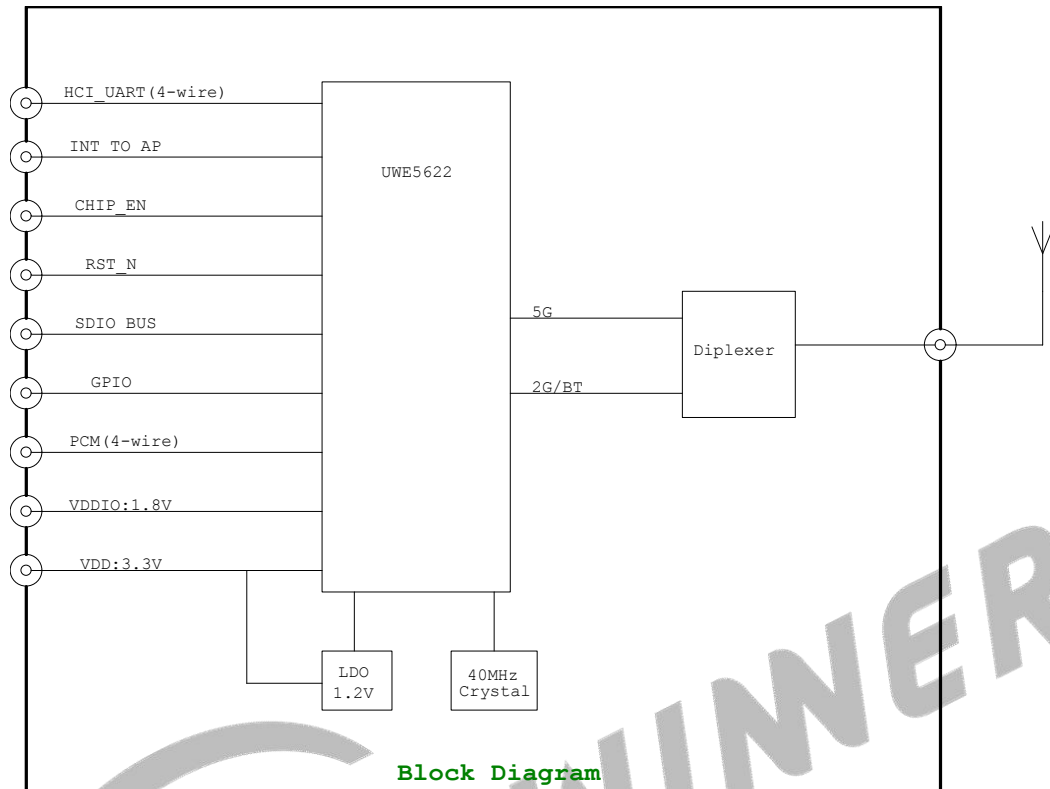 HCI_UART(4-wire)
INT TO AP
UWE5622
CHIP_EN
RST_N
SDIO BUS
5G
Diplexer
GPIO
2G/BT
PCM(4-wire)
VDDIO:1.8V
VDD:3.3V
LDO
1.2V
40MHz
Crystal
WINNER
Block Diagram